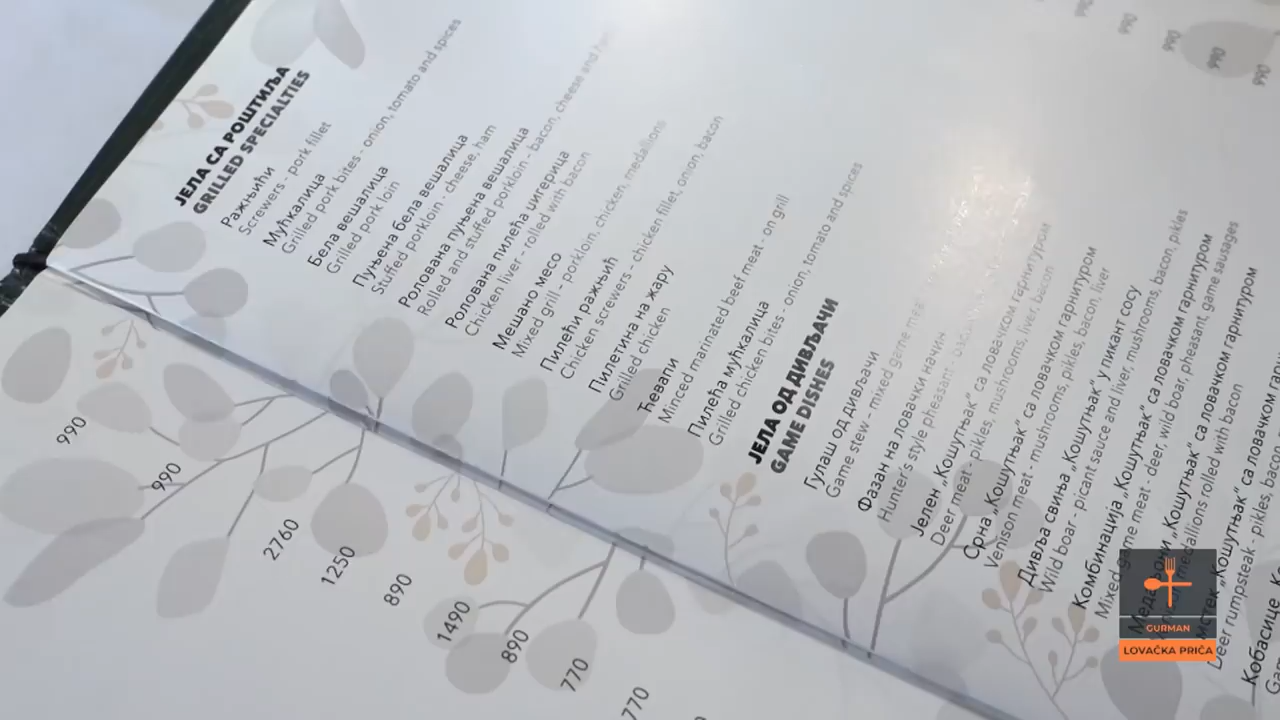 ЈЕЛА СА РОШТИЉА
GRILLED SPECIALTIES
Ражњићи
Screwers - pork fillet
Мућкалица
Grilled pork bites - onion, tomato and spices
Бела вешалица
Grilled pork loin
Пуњена бела вешалица
Stuffed porkloin - cheese, ham
Ролована пуњена вешалица
Rolled and stuffed porkloin - bacon, cheese and
Ролована пилећа џигерица
Chicken liver - rolled with bacon
Мешано месо
Mixed grill - porkloin, chicken, medallions
Пилећи ражњић
Chicken screwers - chicken fillet, onion, bacon
Пилетина на жару
Grilled chicken
Ћевапи
Minced marinated beef meat - on grill
Пилећа мућкалица
Grilled chicken bites - onion, tomato and spices
ЈЕЛА ОД ДИВЉАЧИ
GAME DISHES
Гулаш од дивљачи
Game stew - mixed game
Фазан на ловачки начин
Hunter's style pheasant -
Јелен „Кошутњак“ са ловачком гарнитуром
Deer meat - pikles, mushrooms, liver, bacon
Срна „Кошутњак“ са ловачком гарнитуром
Venison meat - mushrooms, pikles, bacon, liver
Дивља свиња „Кошутњак“ у пикант сосу
Wild boar - picant sauce and liver, mushrooms, bacon, pikles
Комбинација „Кошутњак“ са ловачком гарнитуром
Mixed game meat - deer, wild boar, pheasant, game sausages
„Кошутњак“ са ловачком гарнитуром
medallions rolled with bacon
„Кошутњак“ са ловачком
Deer rumpsteak - pikles, bacon,
Кобасице
990
990
990
990
990
990
990
2760
1250
890
1490
890
770
770
GURMAN
LOVAČKA PRIČA